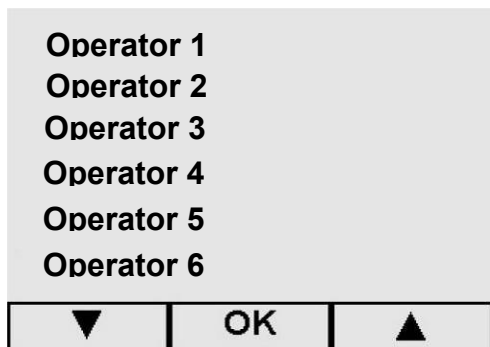 Operator 1
Operator 2
Operator 3
Operator 4
Operator 5
Operator 6
▼ OK ▲